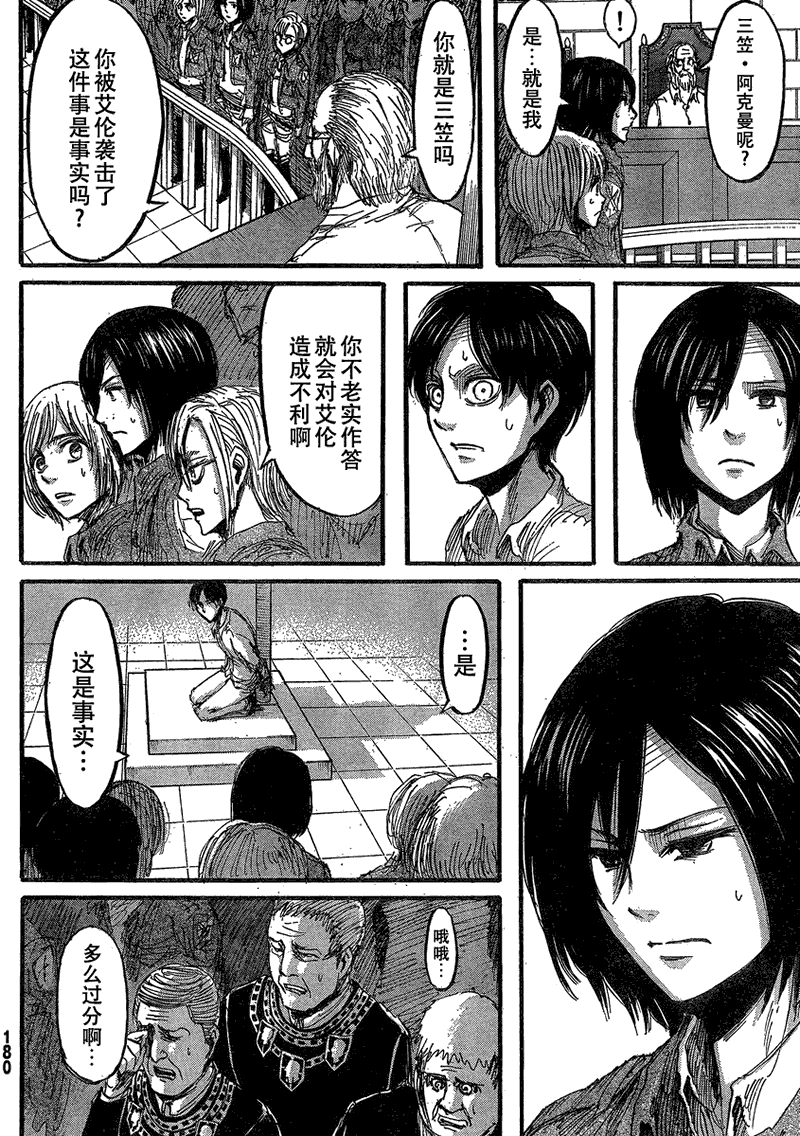 三笠·阿克曼呢?
!
是…就是我
你就是三笠吗
你被艾伦袭击了
这件事是事实吗?
你不老实作答
就会对艾伦
造成不利啊
…是
这是事实…
哦哦…
多么过分啊…
180